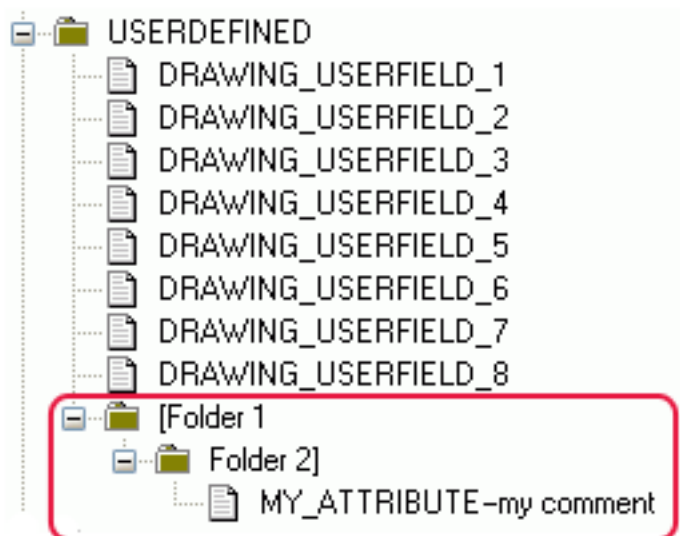 USERDEFINED
DRAWING_USERFIELD_1
DRAWING_USERFIELD_2
DRAWING_USERFIELD_3
DRAWING_USERFIELD_4
DRAWING_USERFIELD_5
DRAWING_USERFIELD_6
DRAWING_USERFIELD_7
DRAWING_USERFIELD_8
[Folder 1
Folder 2]
MY_ATTRIBUTE-my comment